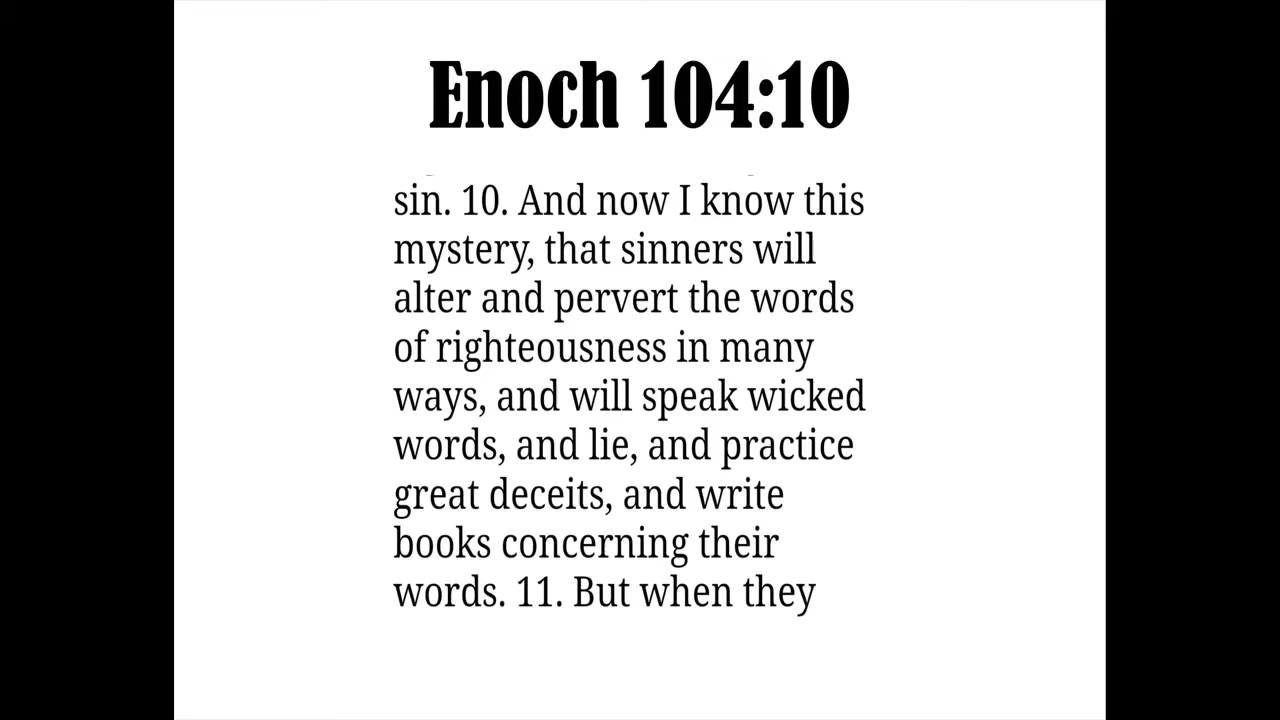 Enoch 104:10
sin. 10. And now I know this
mystery, that sinners will
alter and pervert the words
of righteousness in many
ways, and will speak wicked
words, and lie, and practice
great deceits, and write
books concerning their
words. 11. But when they